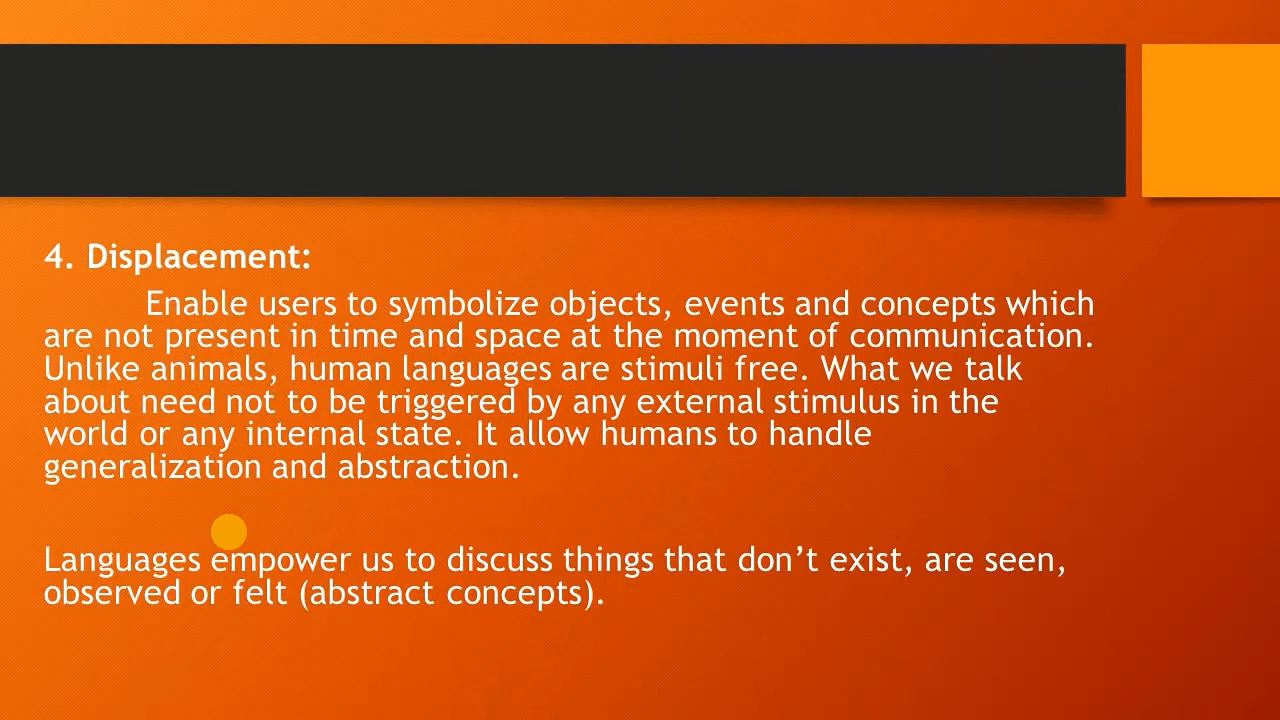 4. Displacement:
Enable users to symbolize objects, events and concepts which
are not present in time and space at the moment of communication.
Unlike animals, human languages are stimuli free. What we talk
about need not to be triggered by any external stimulus in the
world or any internal state. It allow humans to handle
generalization and abstraction.
Languages empower us to discuss things that don’t exist, are seen,
observed or felt (abstract concepts).